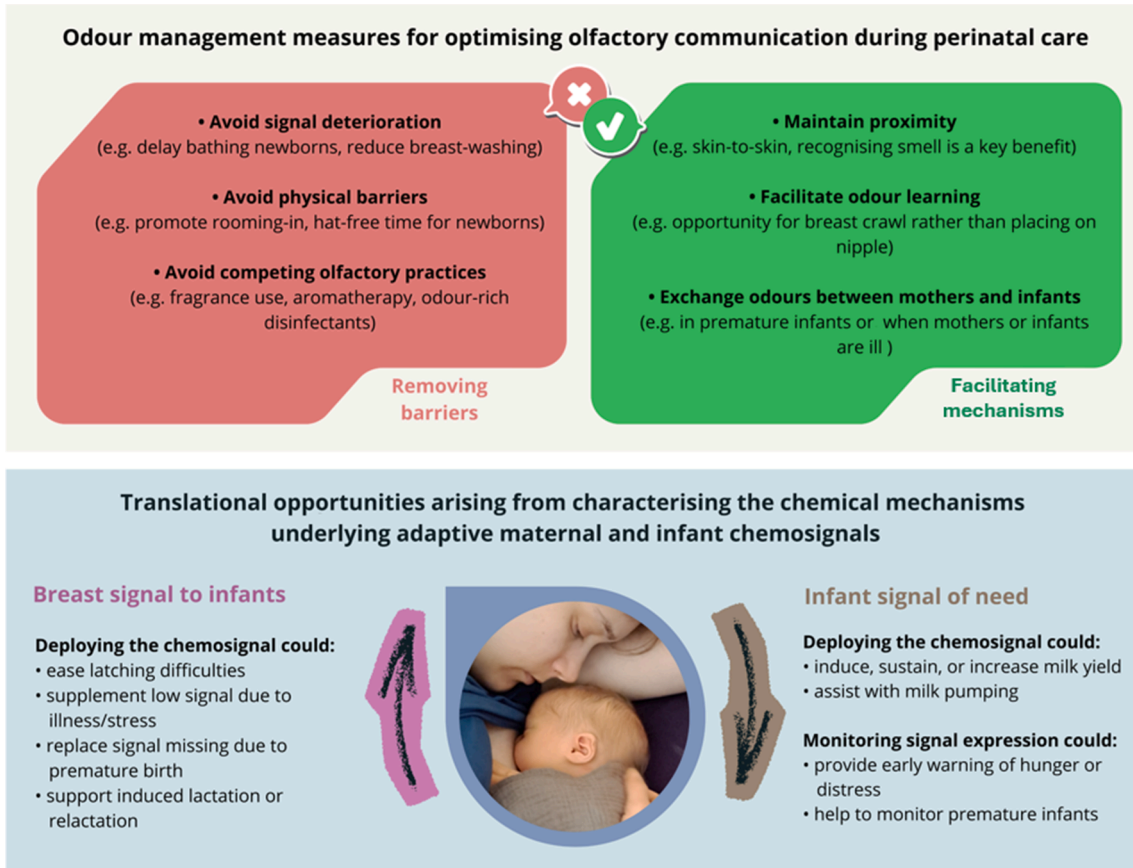 Odour management measures for optimising olfactory communication during perinatal care
• Avoid signal deterioration
(e.g. delay bathing newborns, reduce breast-washing)
• Avoid physical barriers
(e.g. promote rooming-in, hat-free time for newborns)
• Avoid competing olfactory practices
(e.g. fragrance use, aromatherapy, odour-rich
disinfectants)
Removing
barriers
• Maintain proximity
(e.g. skin-to-skin, recognising smell is a key benefit)
• Facilitate odour learning
(e.g. opportunity for breast crawl rather than placing on
nipple)
• Exchange odours between mothers and infants
(e.g. in premature infants or when mothers or infants
are ill )
Facilitating
mechanisms
Translational opportunities arising from characterising the chemical mechanisms
underlying adaptive maternal and infant chemosignals
Breast signal to infants
Deploying the chemosignal could:
• ease latching difficulties
• supplement low signal due to
illness/stress
• replace signal missing due to
premature birth
• support induced lactation or
relactation
Infant signal of need
Deploying the chemosignal could:
• induce, sustain, or increase milk yield
• assist with milk pumping
Monitoring signal expression could:
• provide early warning of hunger or
distress
• help to monitor premature infants